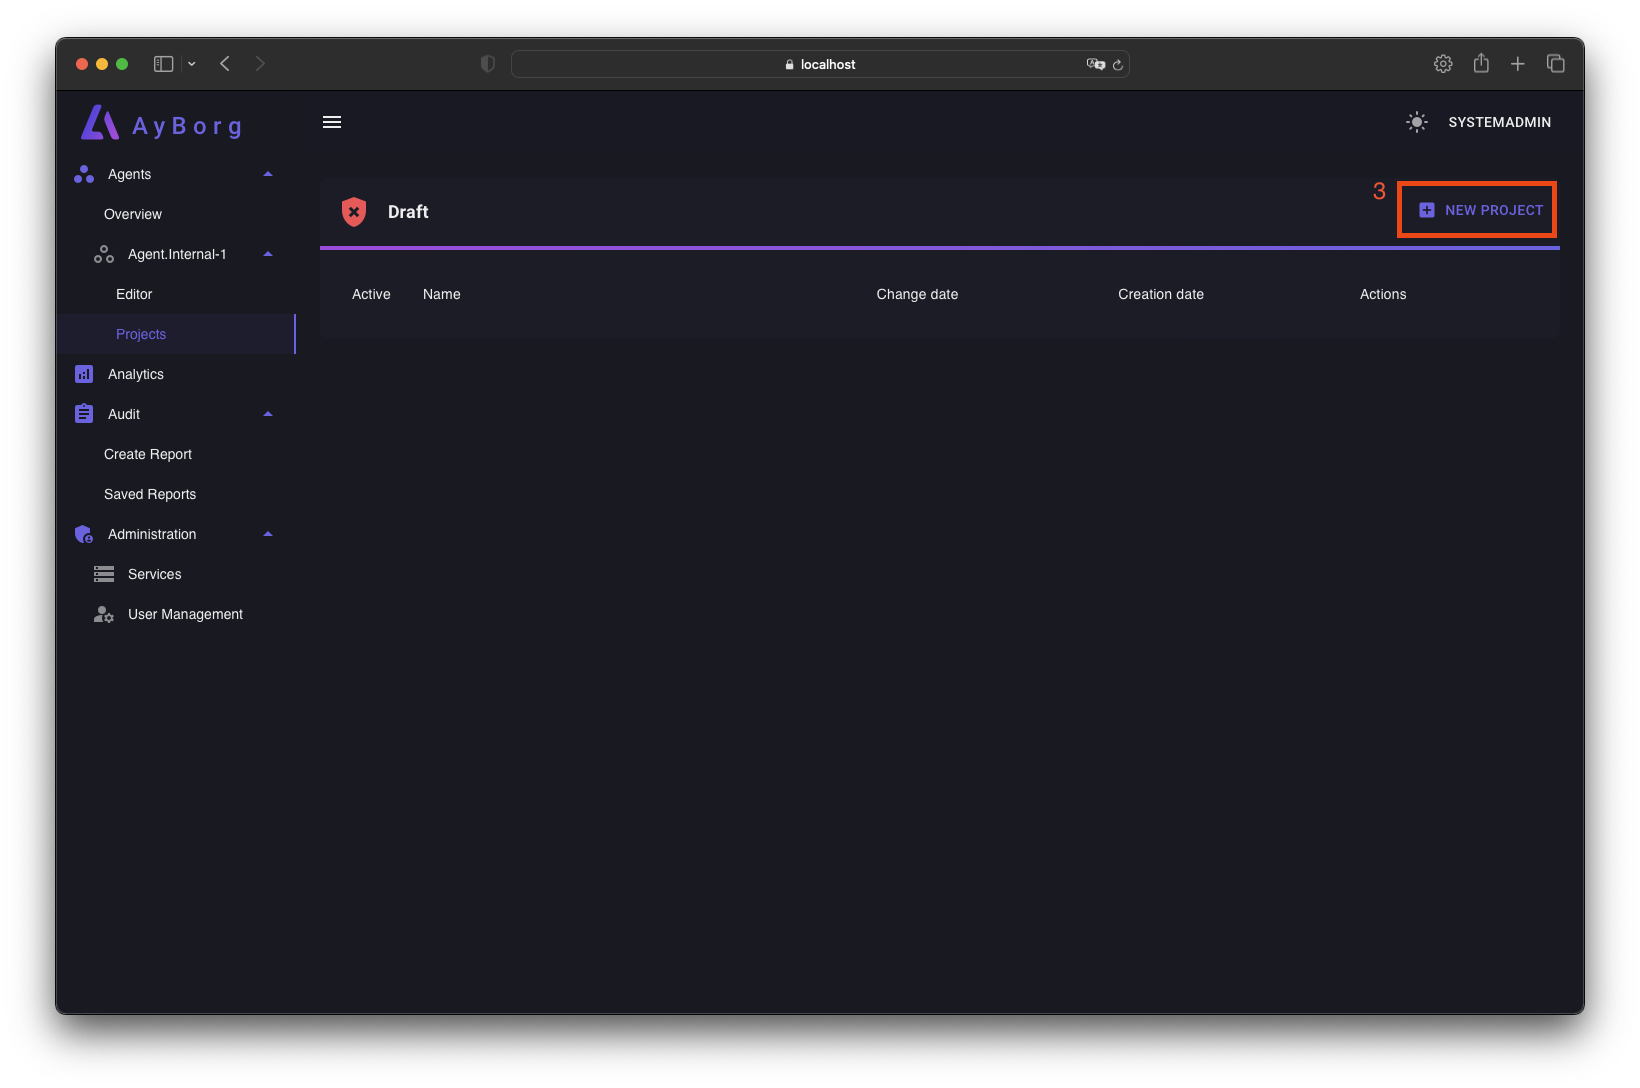 localhost
AyBorg
SYSTEMADMIN
Agents
Overview
Agent.Internal-1
Editor
Projects
Analytics
Audit
Create Report
Saved Reports
Administration
Services
User Management
Draft
3
NEW PROJECT
Active Name Change date Creation date Actions